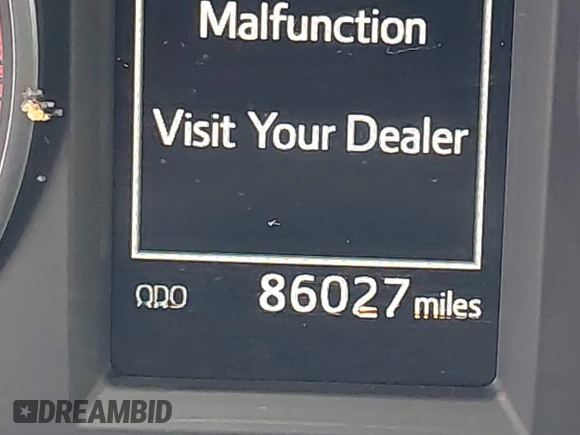 Malfunction
Visit Your Dealer
ODO 86027 miles
DREAMBID